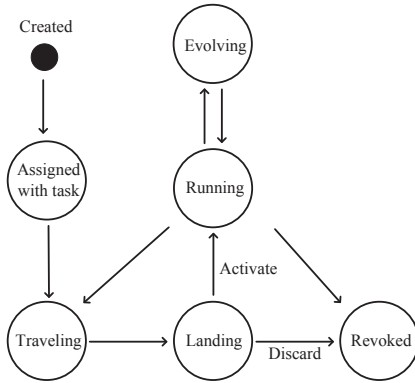 Created
Evolving
Assigned
with task
Running
Activate
Traveling
Landing
Discard
Revoked